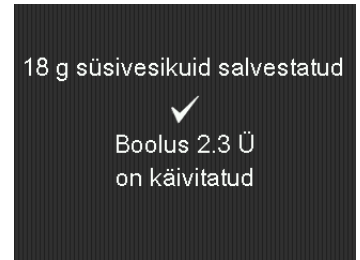 18 g süsivesikuid salvestatud
Boolus 2.3 Ü
on käivitatud